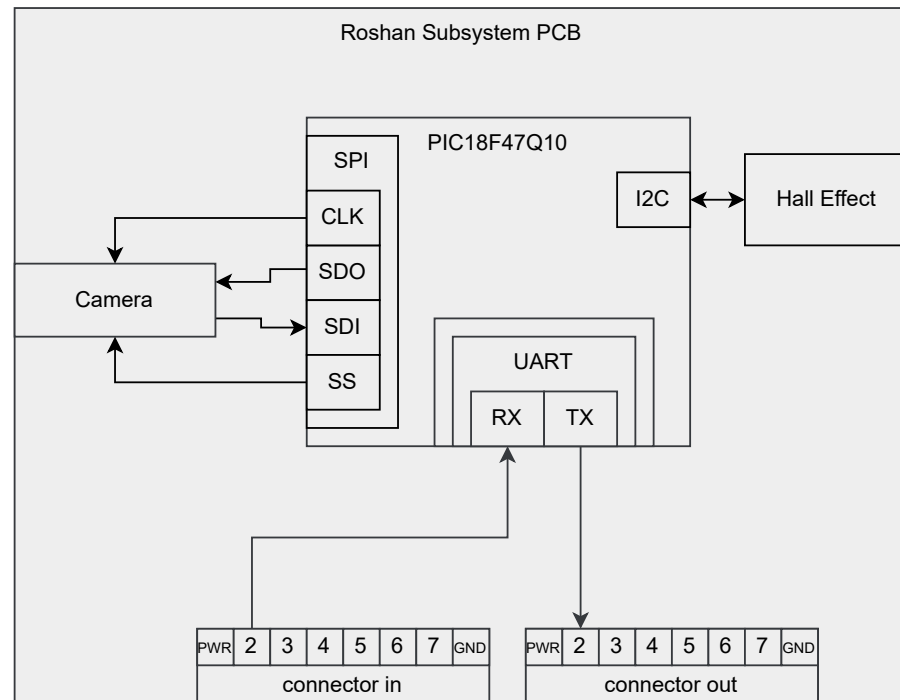 Roshan Subsystem PCB
PIC18F47Q10
SPI
CLK
SDO
SDI
SS
I2C
Hall Effect
Camera
UART
RX TX
PWR 2 3 4 5 6 7 GND
connector in
PWR 2 3 4 5 6 7 GND
connector out